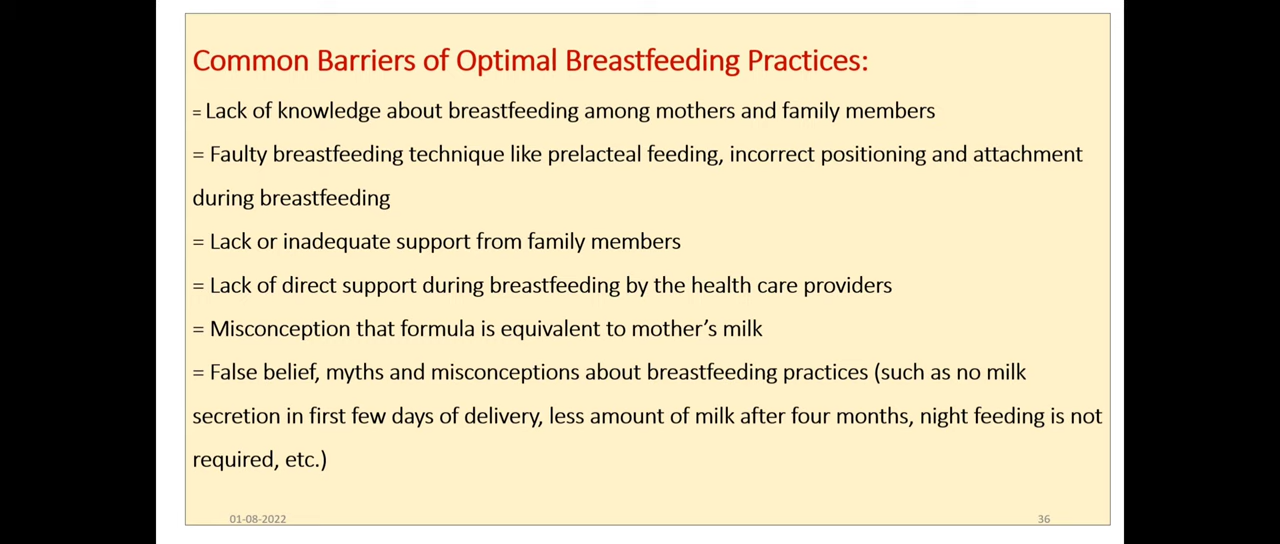 Common Barriers of Optimal Breastfeeding Practices:
= Lack of knowledge about breastfeeding among mothers and family members
= Faulty breastfeeding technique like prelacteal feeding, incorrect positioning and attachment
during breastfeeding
= Lack or inadequate support from family members
= Lack of direct support during breastfeeding by the health care providers
= Misconception that formula is equivalent to mother’s milk
= False belief, myths and misconceptions about breastfeeding practices (such as no milk
secretion in first few days of delivery, less amount of milk after four months, night feeding is not
required, etc.)
01-08-2022 36